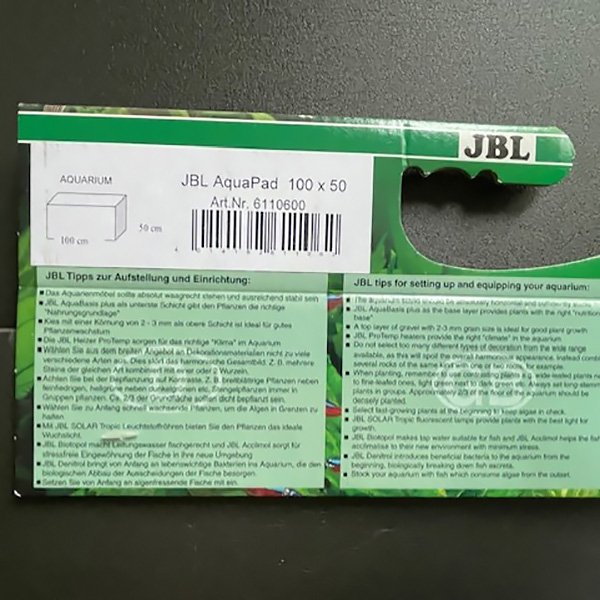 JBL
AQUARIUM
100 cm
50 cm
JBL AquaPad 100 x 50
Art.Nr. 6110600
JBL Tipps zur Aufstellung und Einrichtung:
Das Aquarienmöbel sollte absolut waagrecht stehen und ausreichend stabil sein
JBL AquaBasis plus als unterste Schicht gibt den Pflanzen die richtige
"Nahrungsgrundlage"
Kies mit einer Körnung von 2 - 3 mm als obere Schicht ist ideal für gutes
Pflanzenwachstum
Die JBL Heizer ProTemp sorgen für das richtige "Klima" im Aquarium
Wählen Sie aus dem breiten Angebot an Dekorationsmaterialien nicht zu viele
verschiedene Arten aus. Dies stört das harmonische Gesamtbild. Z. B. mehrere
Steine der gleichen Art kombiniert mit einer oder 2 Wurzeln.
Achten Sie bei der Bepflanzung auf Kontraste. Z. B. breitblättrige Pflanzen neben
feinfiedrigen, hellgrüne neben dunkelgrünen etc. Stängelpflanzen immer in
Gruppen pflanzen. Ca. 2/3 der Grundfläche sollten dicht bepflanzt sein.
Wählen Sie zu Anfang schnell wachsende Pflanzen, um die Algen in Grenzen zu
halten.
Mit JBL SOLAR Tropic Leuchtstoffröhren bieten Sie den Pflanzen das ideale
Wuchslicht.
JBL Biotopol macht Leitungswasser fischgerecht und JBL Acclimol sorgt für
stressfreie Eingewöhnung der Fische in ihre neue Umgebung
JBL Denitrol bringt von Anfang an lebenswichtige Bakterien ins Aquarium, die den
biologischen Abbau der Ausscheidungen der Fische besorgen.
Setzen Sie von Anfang an algenfressende Fische mit ein.
JBL tips for setting up and equipping your aquarium:
The aquarium should be absolutely horizontal and sufficiently
JBL AquaBasis plus as the base layer provides plants with the right "nutrition
base"
A top layer of gravel with 2-3 mm grain size is ideal for good plant growth
JBL ProTemp heaters provide the right "climate" in the aquarium
Do not select too many different types of decoration from the wide range
available, as this will spoil the overall harmonious appearance. Instead
several rocks of the same kind with one or two roots for example.
When planting, remember to use contrasting plants e.g. wide-leafed plants
to fine-leafed ones, light green next to dark green. Always set long-stemmed
plants in groups. Approximately of the aquarium should be
densely planted.
Select fast-growing plants at the beginning to keep algae in check.
JBL SOLAR Tropic fluorescent lamps provide plants with the best light for
growth.
JBL Biotopol makes tap water suitable for fish and JBL Acclimol helps the fish
acclimatise to their new environment with minimum stress.
JBL Denitrol introduces beneficial bacteria to the aquarium from the
beginning, biologically breaking down fish excrets.
Stock your aquarium with fish which consume algae from the outset.